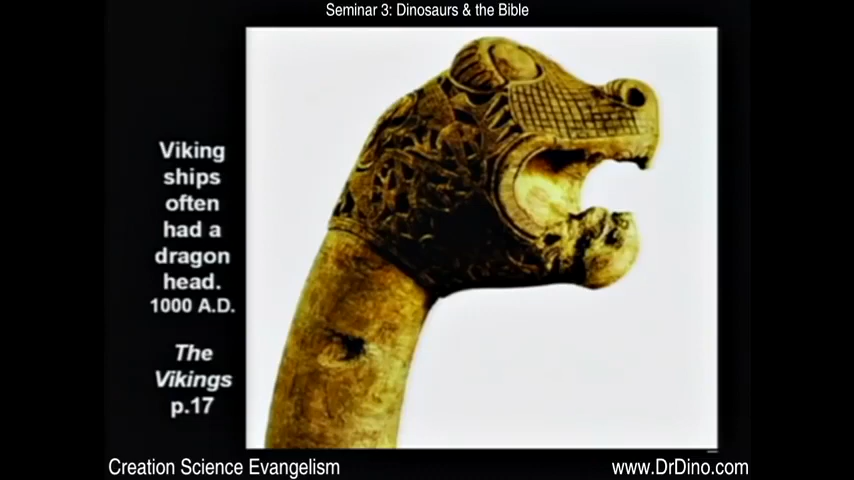 Seminar 3: Dinosaurs & the Bible
Viking
ships
often
had a
dragon
head.
1000 A.D.
The
Vikings
p.17
Creation Science Evangelism
www.DrDino.com